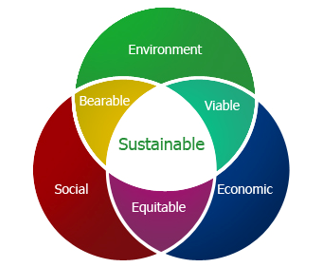 Environment
Bearable
Viable
Sustainable
Social
Equitable
Economic